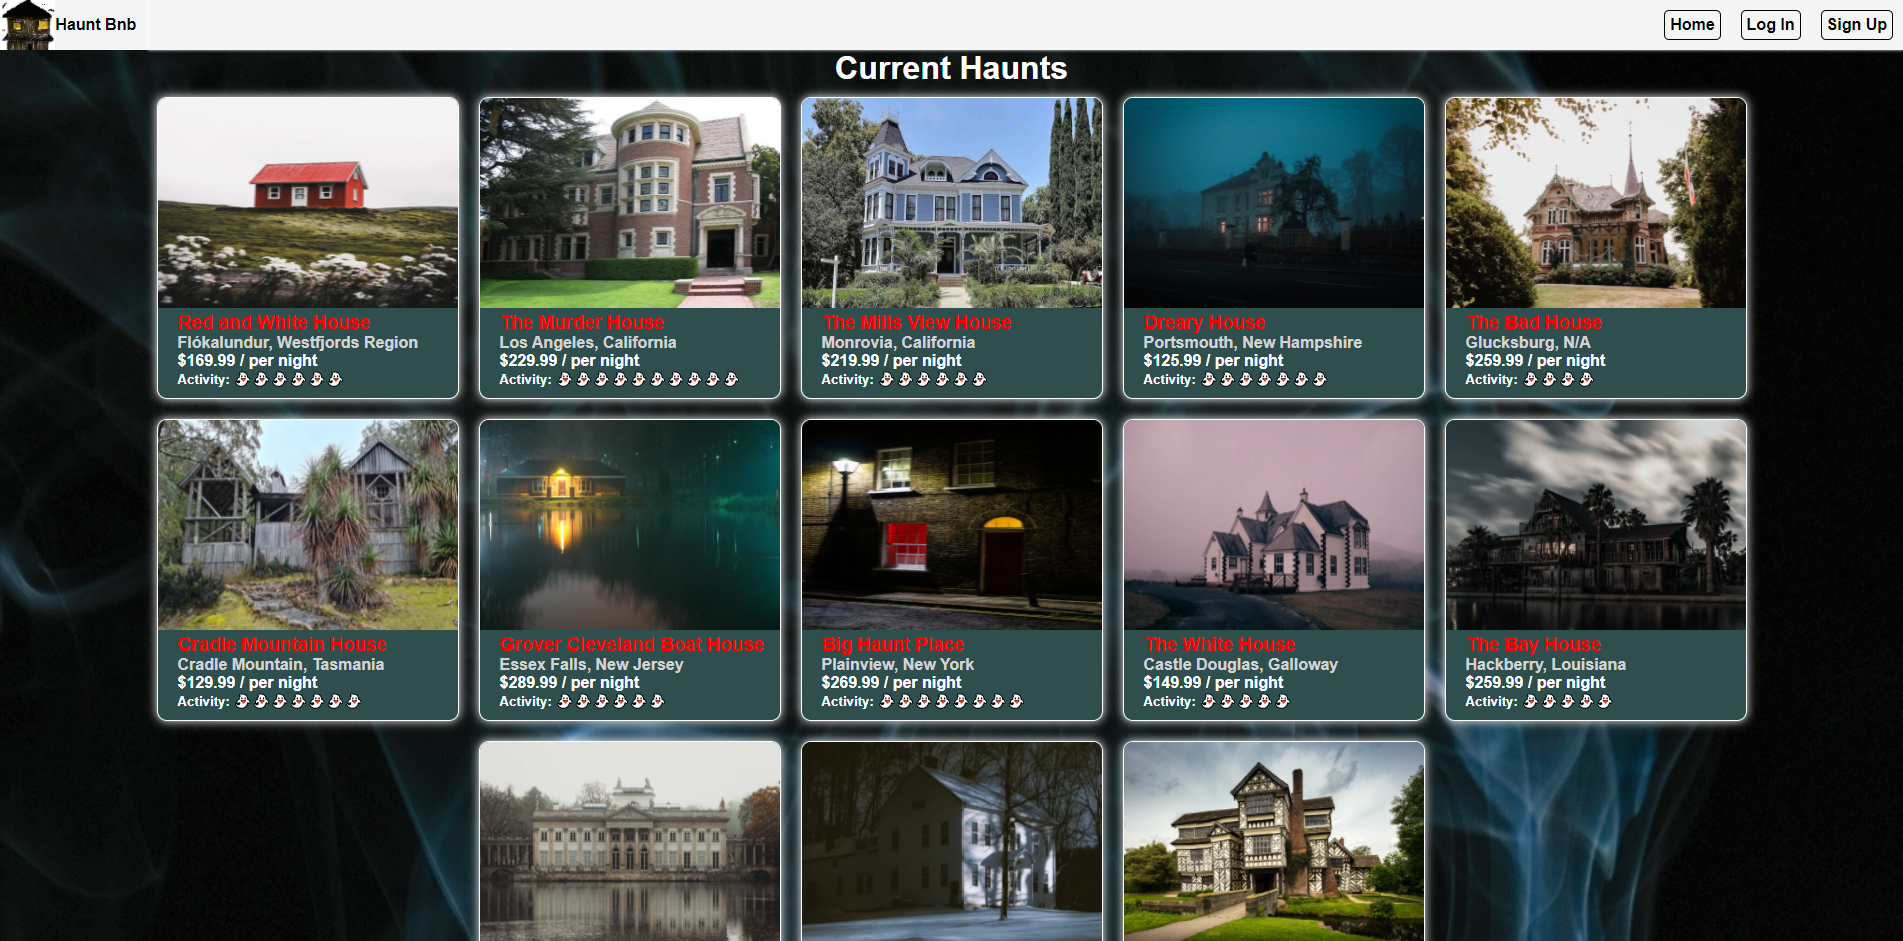 Haunt Bnb
Home
Log In
Sign Up
Current Haunts
Red and White House
Flókalundur, Westfjords Region
$169.99 / per night
Activity:
The Murder House
Los Angeles, California
$229.99 / per night
Activity:
The Mills View House
Monrovia, California
$219.99 / per night
Activity:
Dreary House
Portsmouth, New Hampshire
$125.99 / per night
Activity:
The Bad House
Glucksburg, N/A
$259.99 / per night
Activity:
Cradle Mountain House
Cradle Mountain, Tasmania
$129.99 / per night
Activity:
Grover Cleveland Boat House
Essex Falls, New Jersey
$289.99 / per night
Activity:
Big Haunt Place
Plainview, New York
$269.99 / per night
Activity:
The White House
Castle Douglas, Galloway
$149.99 / per night
Activity:
The Bay House
Hackberry, Louisiana
$259.99 / per night
Activity: